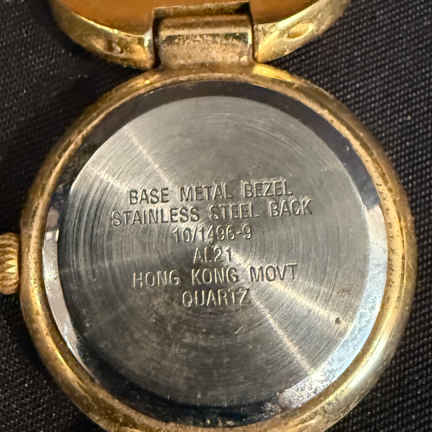 BASE METAL BEZEL
STAINLESS STEEL BACK
10/1496-9
AL21
HONG KONG MOVT
QUARTZ